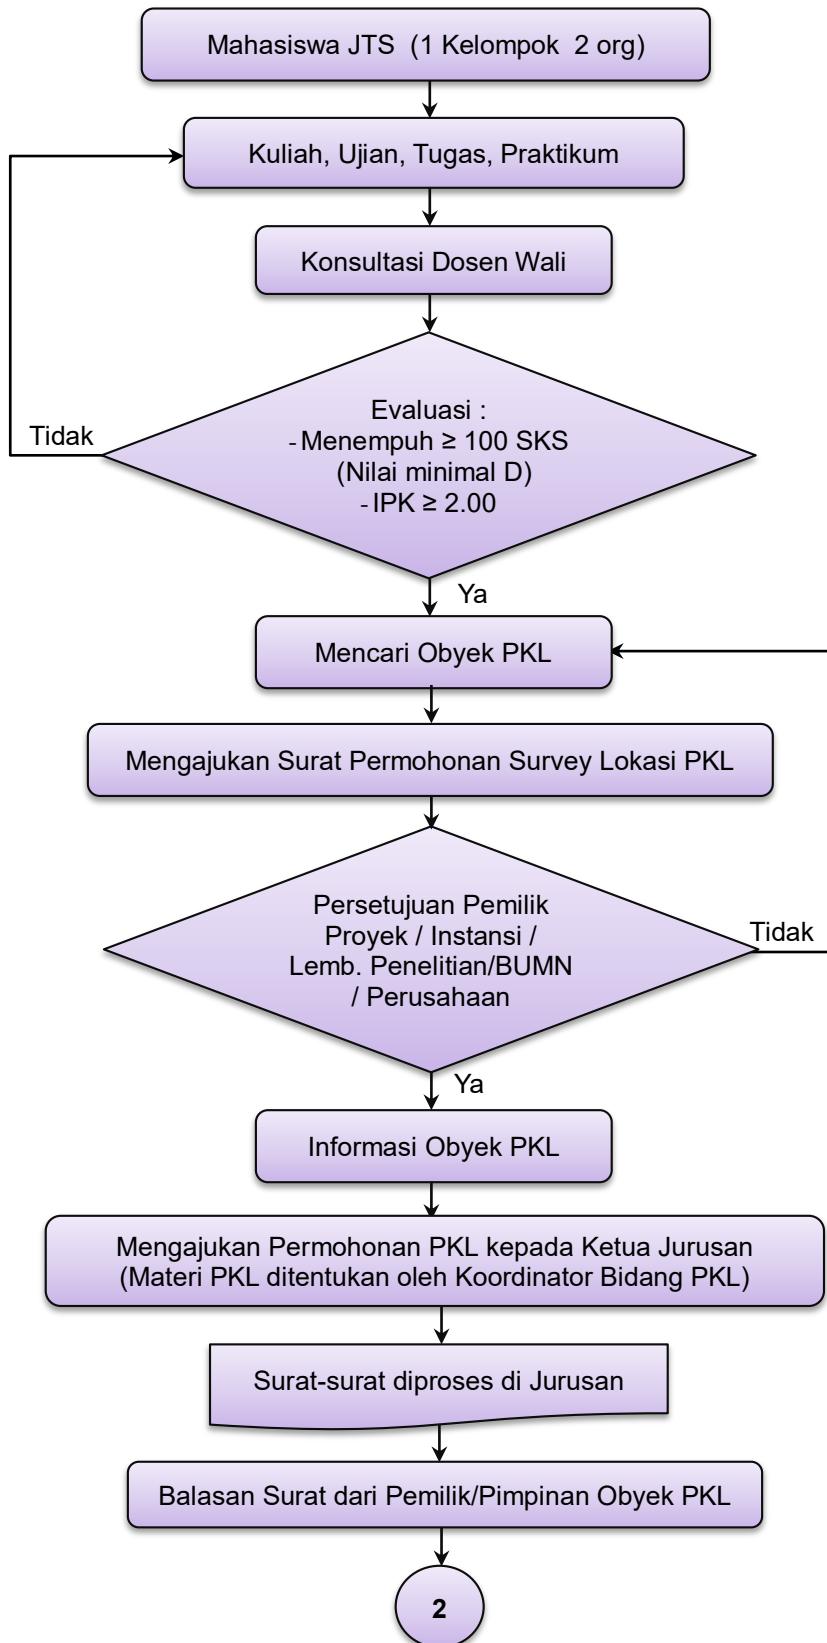 Mahasiswa JTS  (1 Kelompok  2 org)
Kuliah, Ujian, Tugas, Praktikum
Konsultasi Dosen Wali
Evaluasi :
- Menempuh ≥ 100 SKS
(Nilai minimal D)
- IPK ≥ 2.00
Tidak
Ya
Mencari Obyek PKL
Mengajukan Surat Permohonan Survey Lokasi PKL
Persetujuan Pemilik
Proyek / Instansi /
Lemb. Penelitian/BUMN
/ Perusahaan
Tidak
Ya
Informasi Obyek PKL
Mengajukan Permohonan PKL kepada Ketua Jurusan
(Materi PKL ditentukan oleh Koordinator Bidang PKL)
Surat-surat diproses di Jurusan
Balasan Surat dari Pemilik/Pimpinan Obyek PKL
2